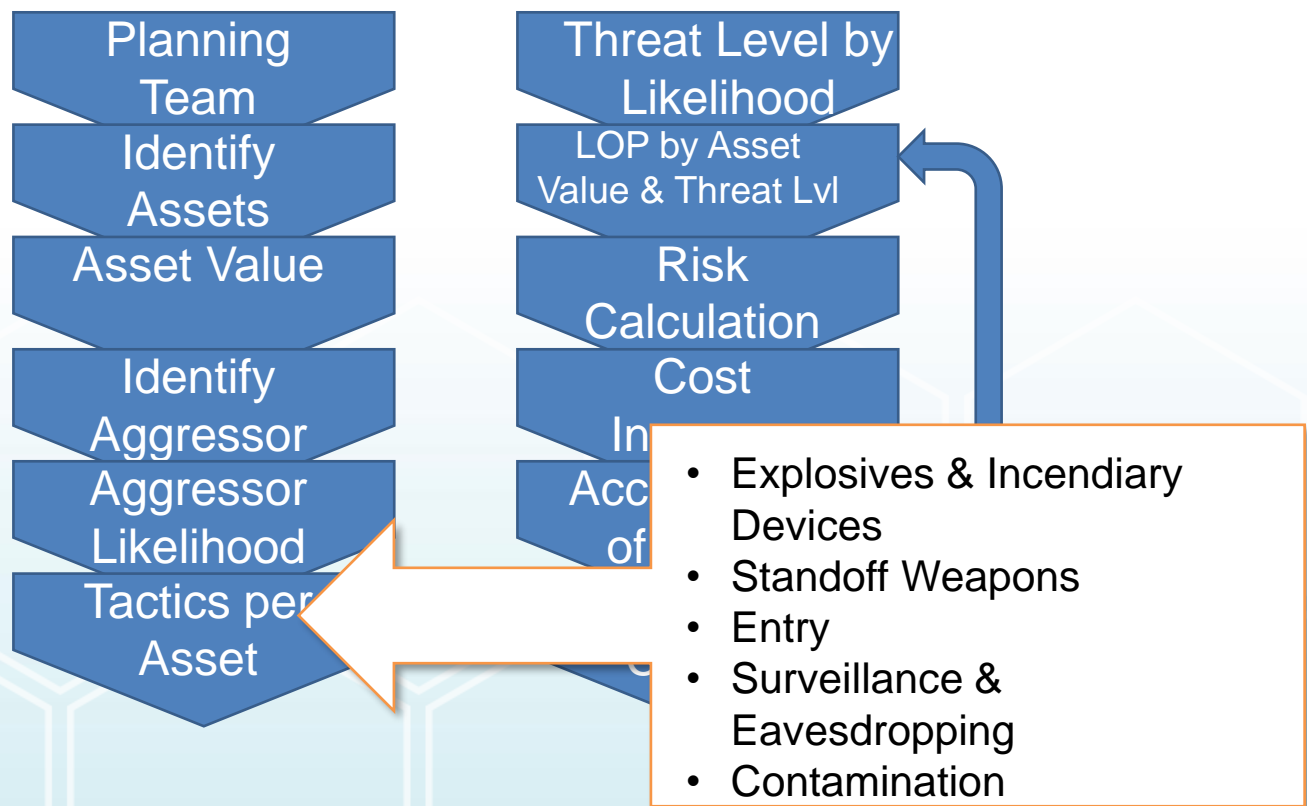 Planning
Team
Identify
Assets
Asset Value
Identify
Aggressor
Aggressor
Likelihood
Tactics per
Asset
Threat Level by
Likelihood
LOP by Asset
Value & Threat Lvl
Risk
Calculation
Cost
of
• Explosives & Incendiary
Devices
• Standoff Weapons
• Entry
• Surveillance &
Eavesdropping
• Contamination